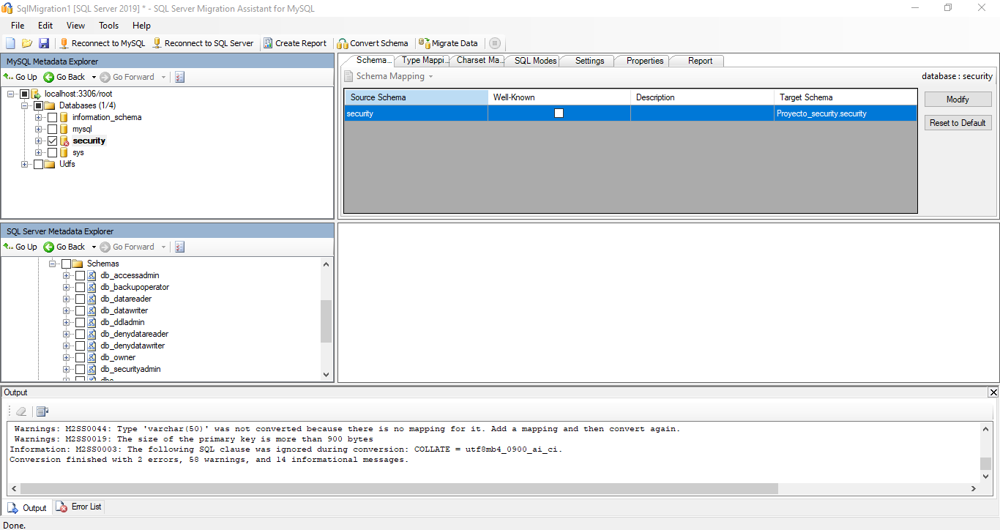 SqlMigration1 [SQL Server 2019] * - SQL Server Migration Assistant for MySQL
File Edit View Tools Help
Reconnect to MySQL Reconnect to SQL Server Create Report Convert Schema Migrate Data
MySQL Metadata Explorer
Go Up Go Back Go Forward
localhost:3306/root
Databases (1/4)
information_schema
mysql
security
sys
Udfs
Schema... Type Mappi... Charset Ma... SQL Modes Settings Properties Report
Schema Mapping
database : security
Source Schema Well-Known Description Target Schema
security Proyecto_security.security
Modify
Reset to Default
SQL Server Metadata Explorer
Go Up Go Back Go Forward
Schemas
db_accessadmin
db_backupoperator
db_datareader
db_datawriter
db_ddladmin
db_denydatareader
db_denydatawriter
db_owner
db_securityadmin
dbo
Output
Warnings: M2SS0044: Type 'varchar(50)' was not converted because there is no mapping for it. Add a mapping and then convert again.
Warnings: M2SS0019: The size of the primary key is more than 900 bytes
Information: M2SS0003: The following SQL clause was ignored during conversion: COLLATE = utf8mb4_0900_ai_ci.
Conversion finished with 2 errors, 58 warnings, and 14 informational messages.
Output Error List
Done.